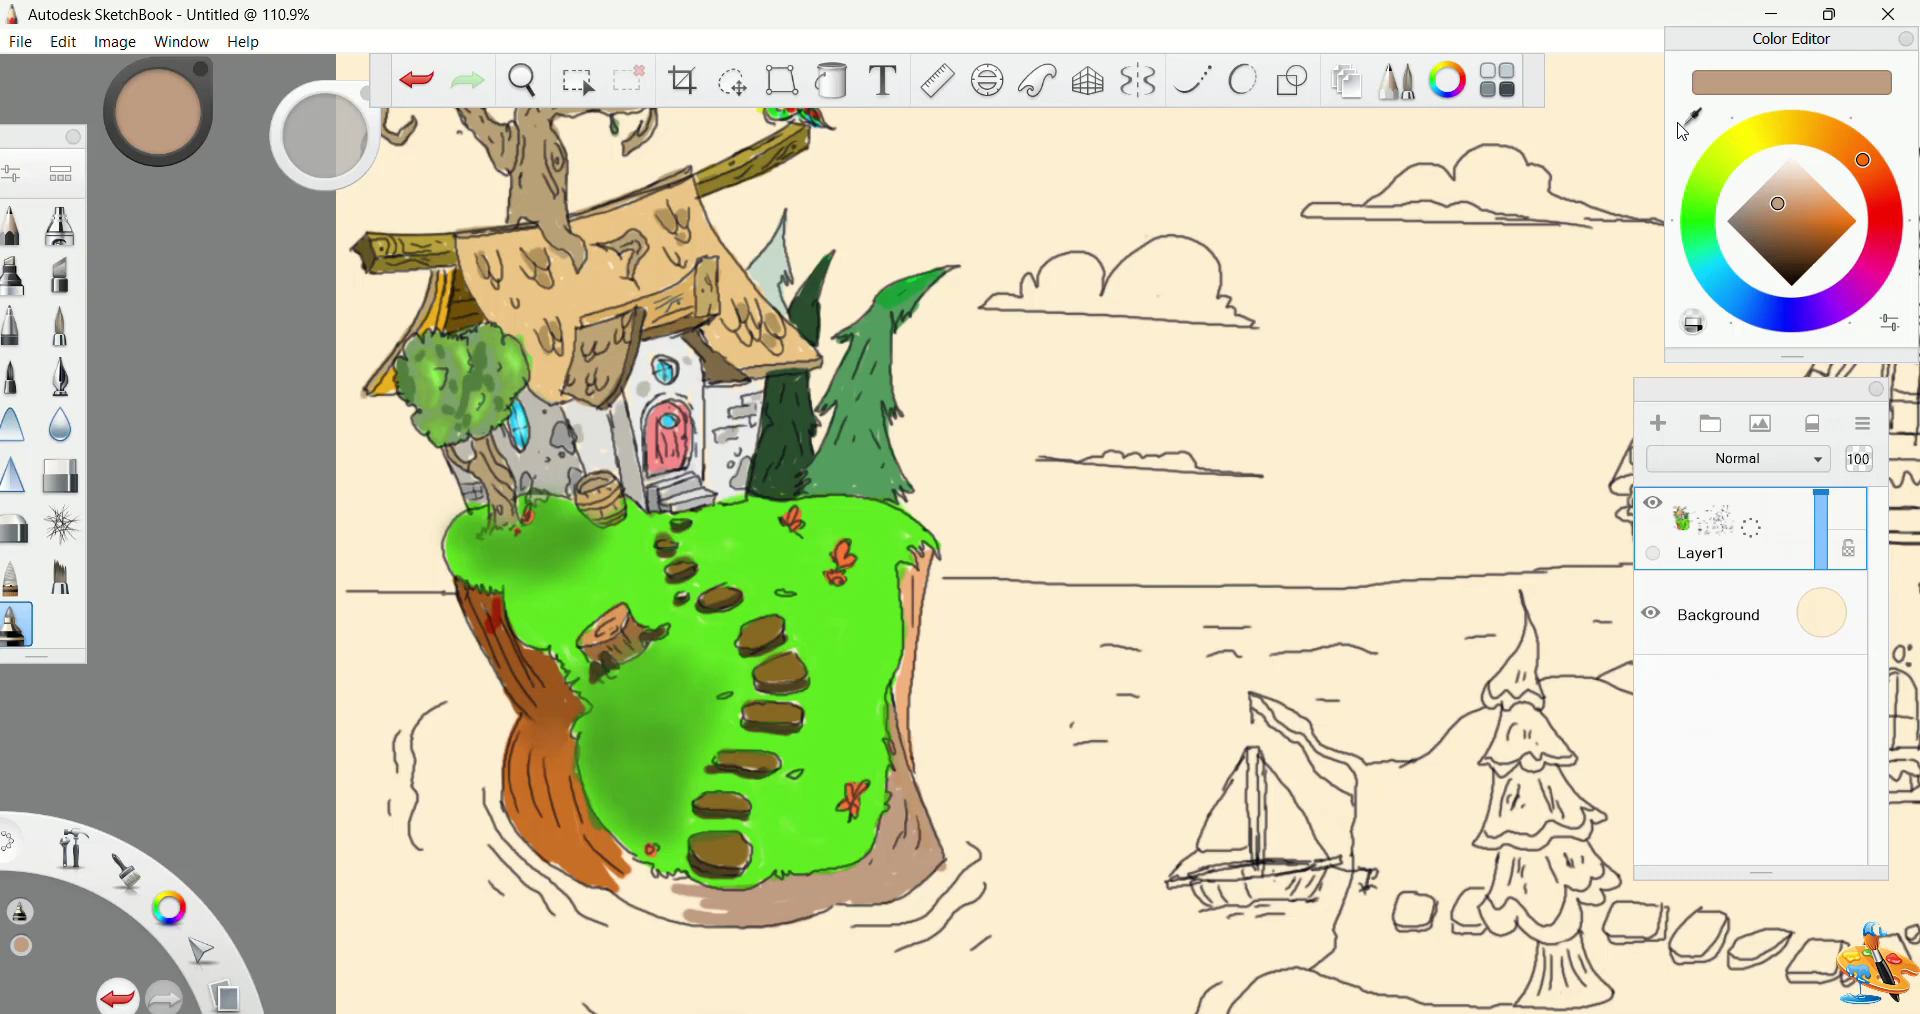 Autodesk SketchBook - Untitled @ 110.9%
File Edit Image Window Help
T
Color Editor
Normal 100
Layer1
Background